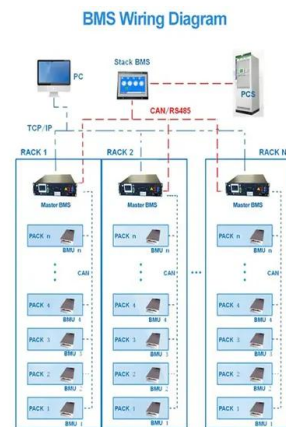 BMS Wiring Diagram
PC
Stack BMS
PCS
CAN/RS485
TCP/IP
RACK 1
RACK 2
RACK N
Master BMS
Master BMS
Master BMS
PACK n
BMU n
PACK n
BMU n
PACK n
BMU n
CAN
CAN
CAN
...
PACK 4
BMU 4
PACK 4
BMU 4
PACK 4
BMU 4
PACK 3
BMU 3
PACK 3
BMU 3
PACK 3
BMU 3
PACK 2
BMU 2
PACK 2
BMU 2
PACK 2
BMU 2
PACK 1
BMU 1
PACK 1
BMU 1
PACK 1
BMU 1